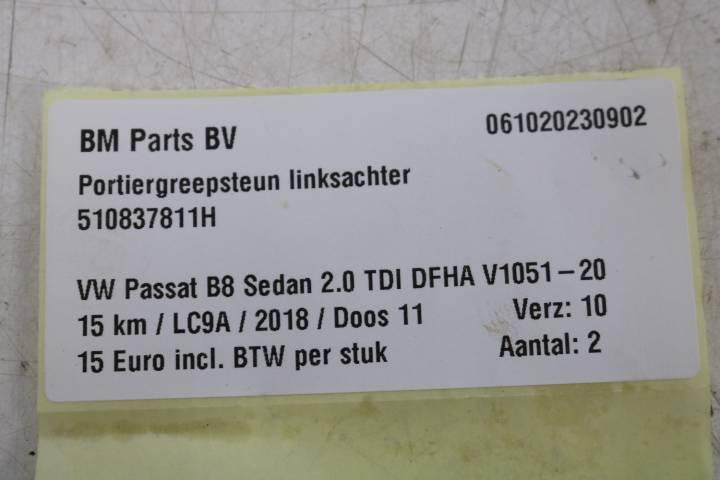 BM Parts BV 061020230902
Portiergreepsteun linksachter
510837811H
VW Passat B8 Sedan 2.0 TDI DFHA V1051-20
15 km / LC9A / 2018 / Doos 11 Verz: 10
15 Euro incl. BTW per stuk Aantal: 2